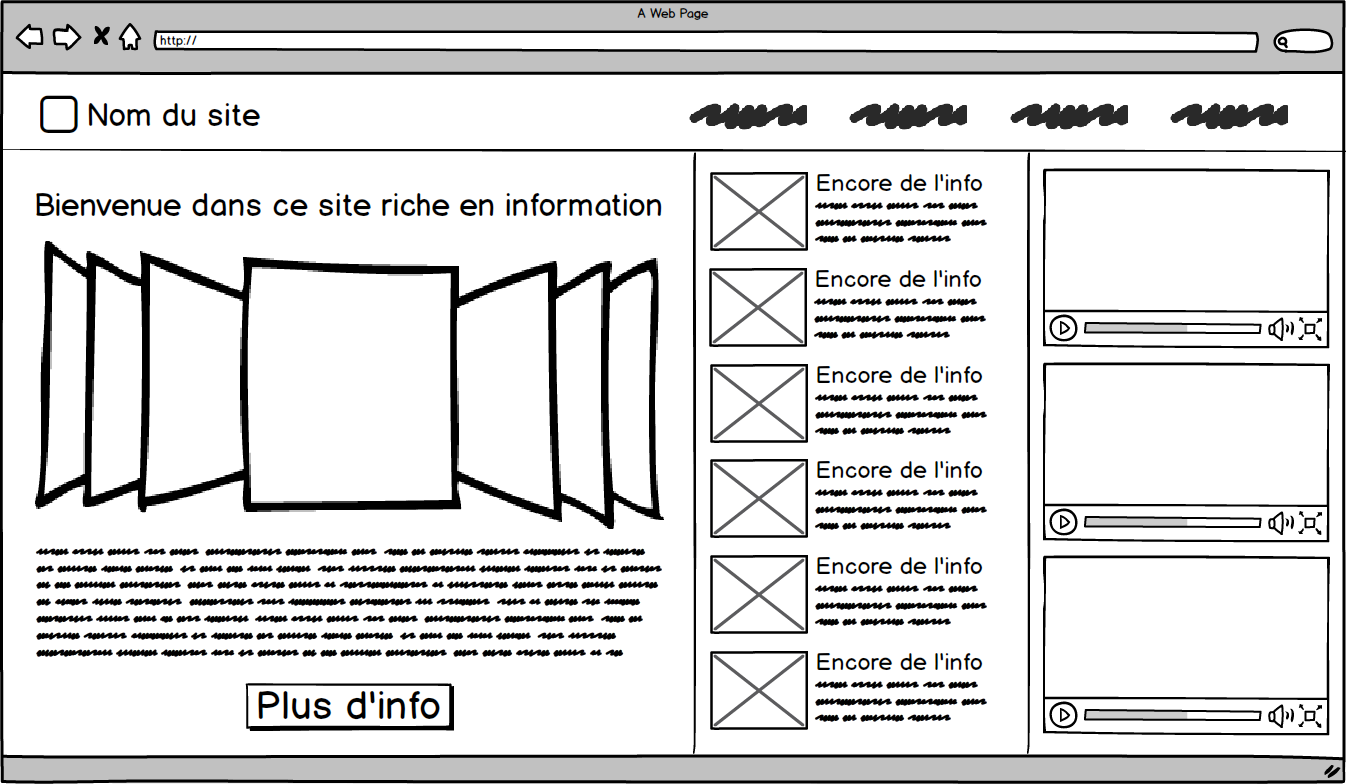 A Web Page
http://
Nom du site
Bienvenue dans ce site riche en information
Plus d'info
Encore de l'info
Encore de l'info
Encore de l'info
Encore de l'info
Encore de l'info
Encore de l'info